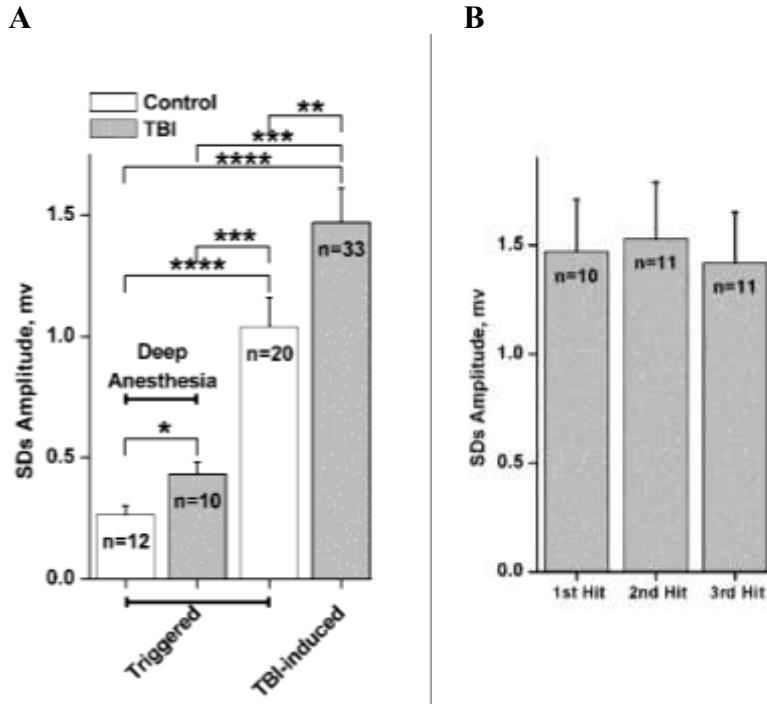 A
Control
TBI
**
***
****
***
****
Deep
Anesthesia
*
n=12
n=10
n=20
n=33
SDs Amplitude, mv
1.5
1.0
0.5
0.0
Triggered
TBI-induced
B
SDs Amplitude, mv
1.5
1.0
0.5
0.0
n=10
n=11
n=11
1st Hit
2nd Hit
3rd Hit